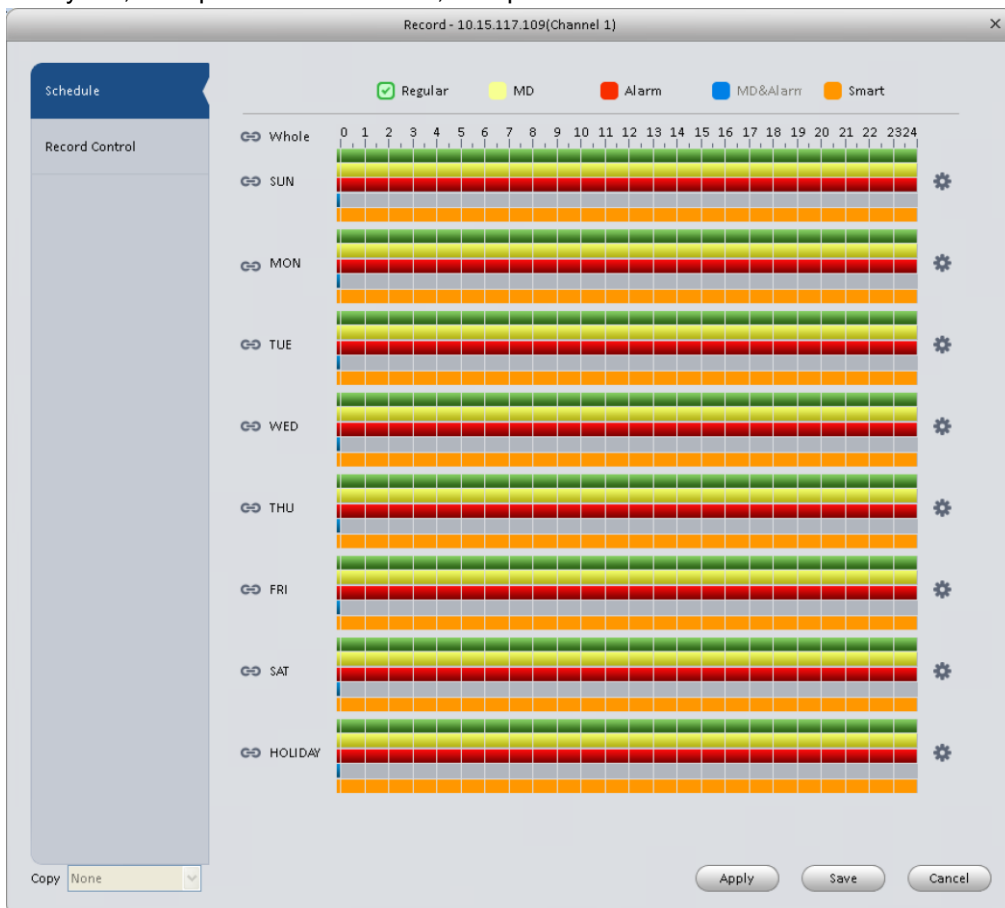 Record - 10.15.117.109(Channel 1)
Schedule
Record Control
Regular MD Alarm MD&Alarm Smart
Whole 0 1 2 3 4 5 6 7 8 9 10 11 12 13 14 15 16 17 18 19 20 21 22 2324
SUN
MON
TUE
WED
THU
FRI
SAT
HOLIDAY
Copy None
Apply Save Cancel